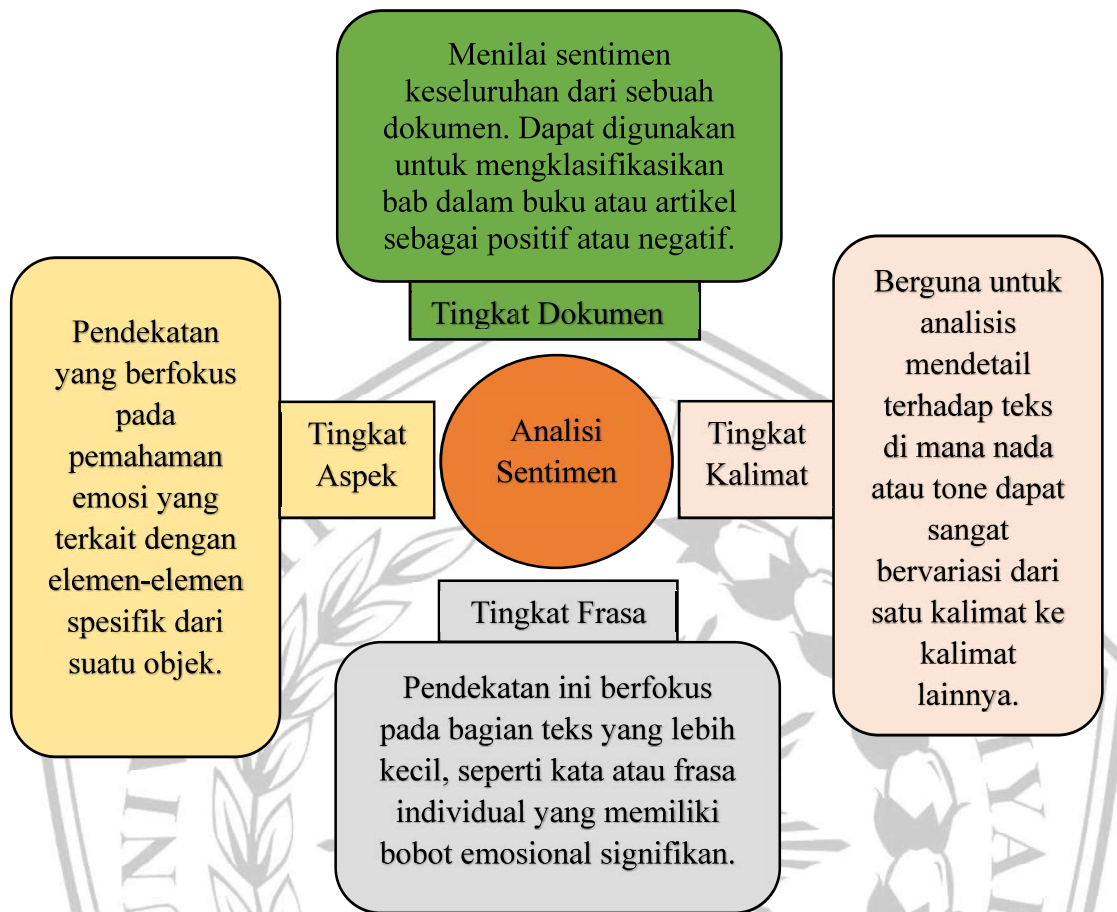 Menilai sentimen
keseluruhan dari sebuah
dokumen. Dapat digunakan
untuk mengklasifikasikan
bab dalam buku atau artikel
sebagai positif atau negatif.
Tingkat Dokumen
Pendekatan
yang berfokus
pada
pemahaman
emosi yang
terkait dengan
elemen-elemen
spesifik dari
suatu objek.
Tingkat
Aspek
Analisi
Sentimen
Tingkat
Kalimat
Berguna untuk
analisis
mendetail
terhadap teks
di mana nada
atau tone dapat
sangat
bervariasi dari
satu kalimat ke
kalimat
lainnya.
Tingkat Frasa
Pendekatan ini berfokus
pada bagian teks yang lebih
kecil, seperti kata atau frasa
individual yang memiliki
bobot emosional signifikan.